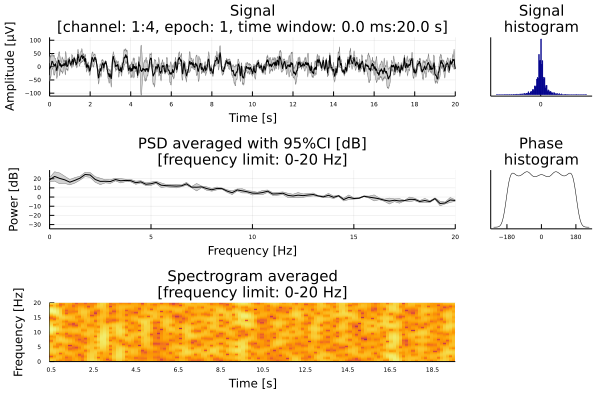 Signal
[channel: 1:4, epoch: 1, time window: 0.0 ms:20.0 s]
Amplitude [µV]
100
50
0
−50
−100
0 2 4 6 8 10 12 14 16 18 20
Time [s]
Signal
histogram
0
PSD averaged with 95%CI [dB]
[frequency limit: 0-20 Hz]
Power [dB]
20
10
0
−10
−20
−30
0 5 10 15 20
Frequency [Hz]
Phase
histogram
−180 0 180
Spectrogram averaged
[frequency limit: 0-20 Hz]
Frequency [Hz]
20
15
10
5
0
0.5 2.5 4.5 6.5 8.5 10.5 12.5 14.5 16.5 18.5
Time [s]